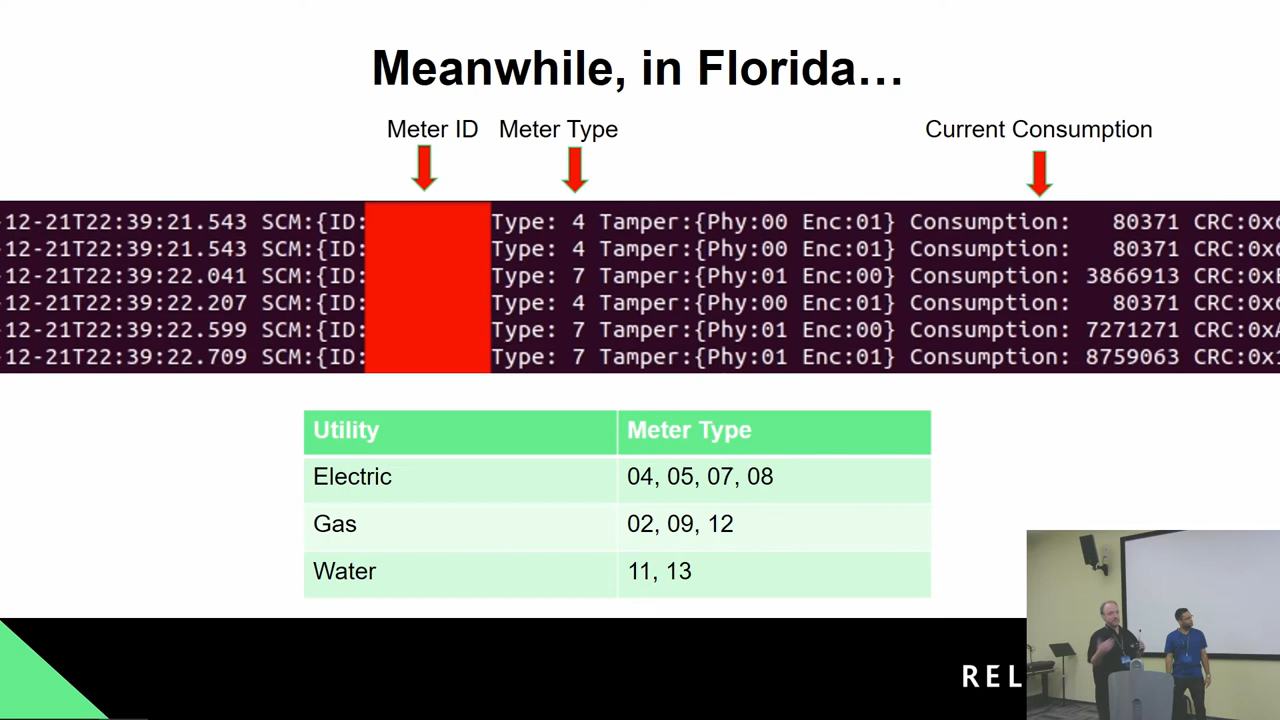 Meanwhile, in Florida…
Meter ID Meter Type Current Consumption
-12-21T22:39:21.543 SCM:{ID: Type: 4 Tamper:{Phy:00 Enc:01} Consumption: 80371 CRC:0x
-12-21T22:39:21.543 SCM:{ID: Type: 4 Tamper:{Phy:00 Enc:01} Consumption: 80371 CRC:0x
-12-21T22:39:22.041 SCM:{ID: Type: 7 Tamper:{Phy:01 Enc:00} Consumption: 3866913 CRC:0x
-12-21T22:39:22.207 SCM:{ID: Type: 4 Tamper:{Phy:00 Enc:01} Consumption: 80371 CRC:0x
-12-21T22:39:22.599 SCM:{ID: Type: 7 Tamper:{Phy:01 Enc:00} Consumption: 7271271 CRC:0x
-12-21T22:39:22.709 SCM:{ID: Type: 7 Tamper:{Phy:01 Enc:01} Consumption: 8759063 CRC:0x
Utility Meter Type
Electric 04, 05, 07, 08
Gas 02, 09, 12
Water 11, 13
REL